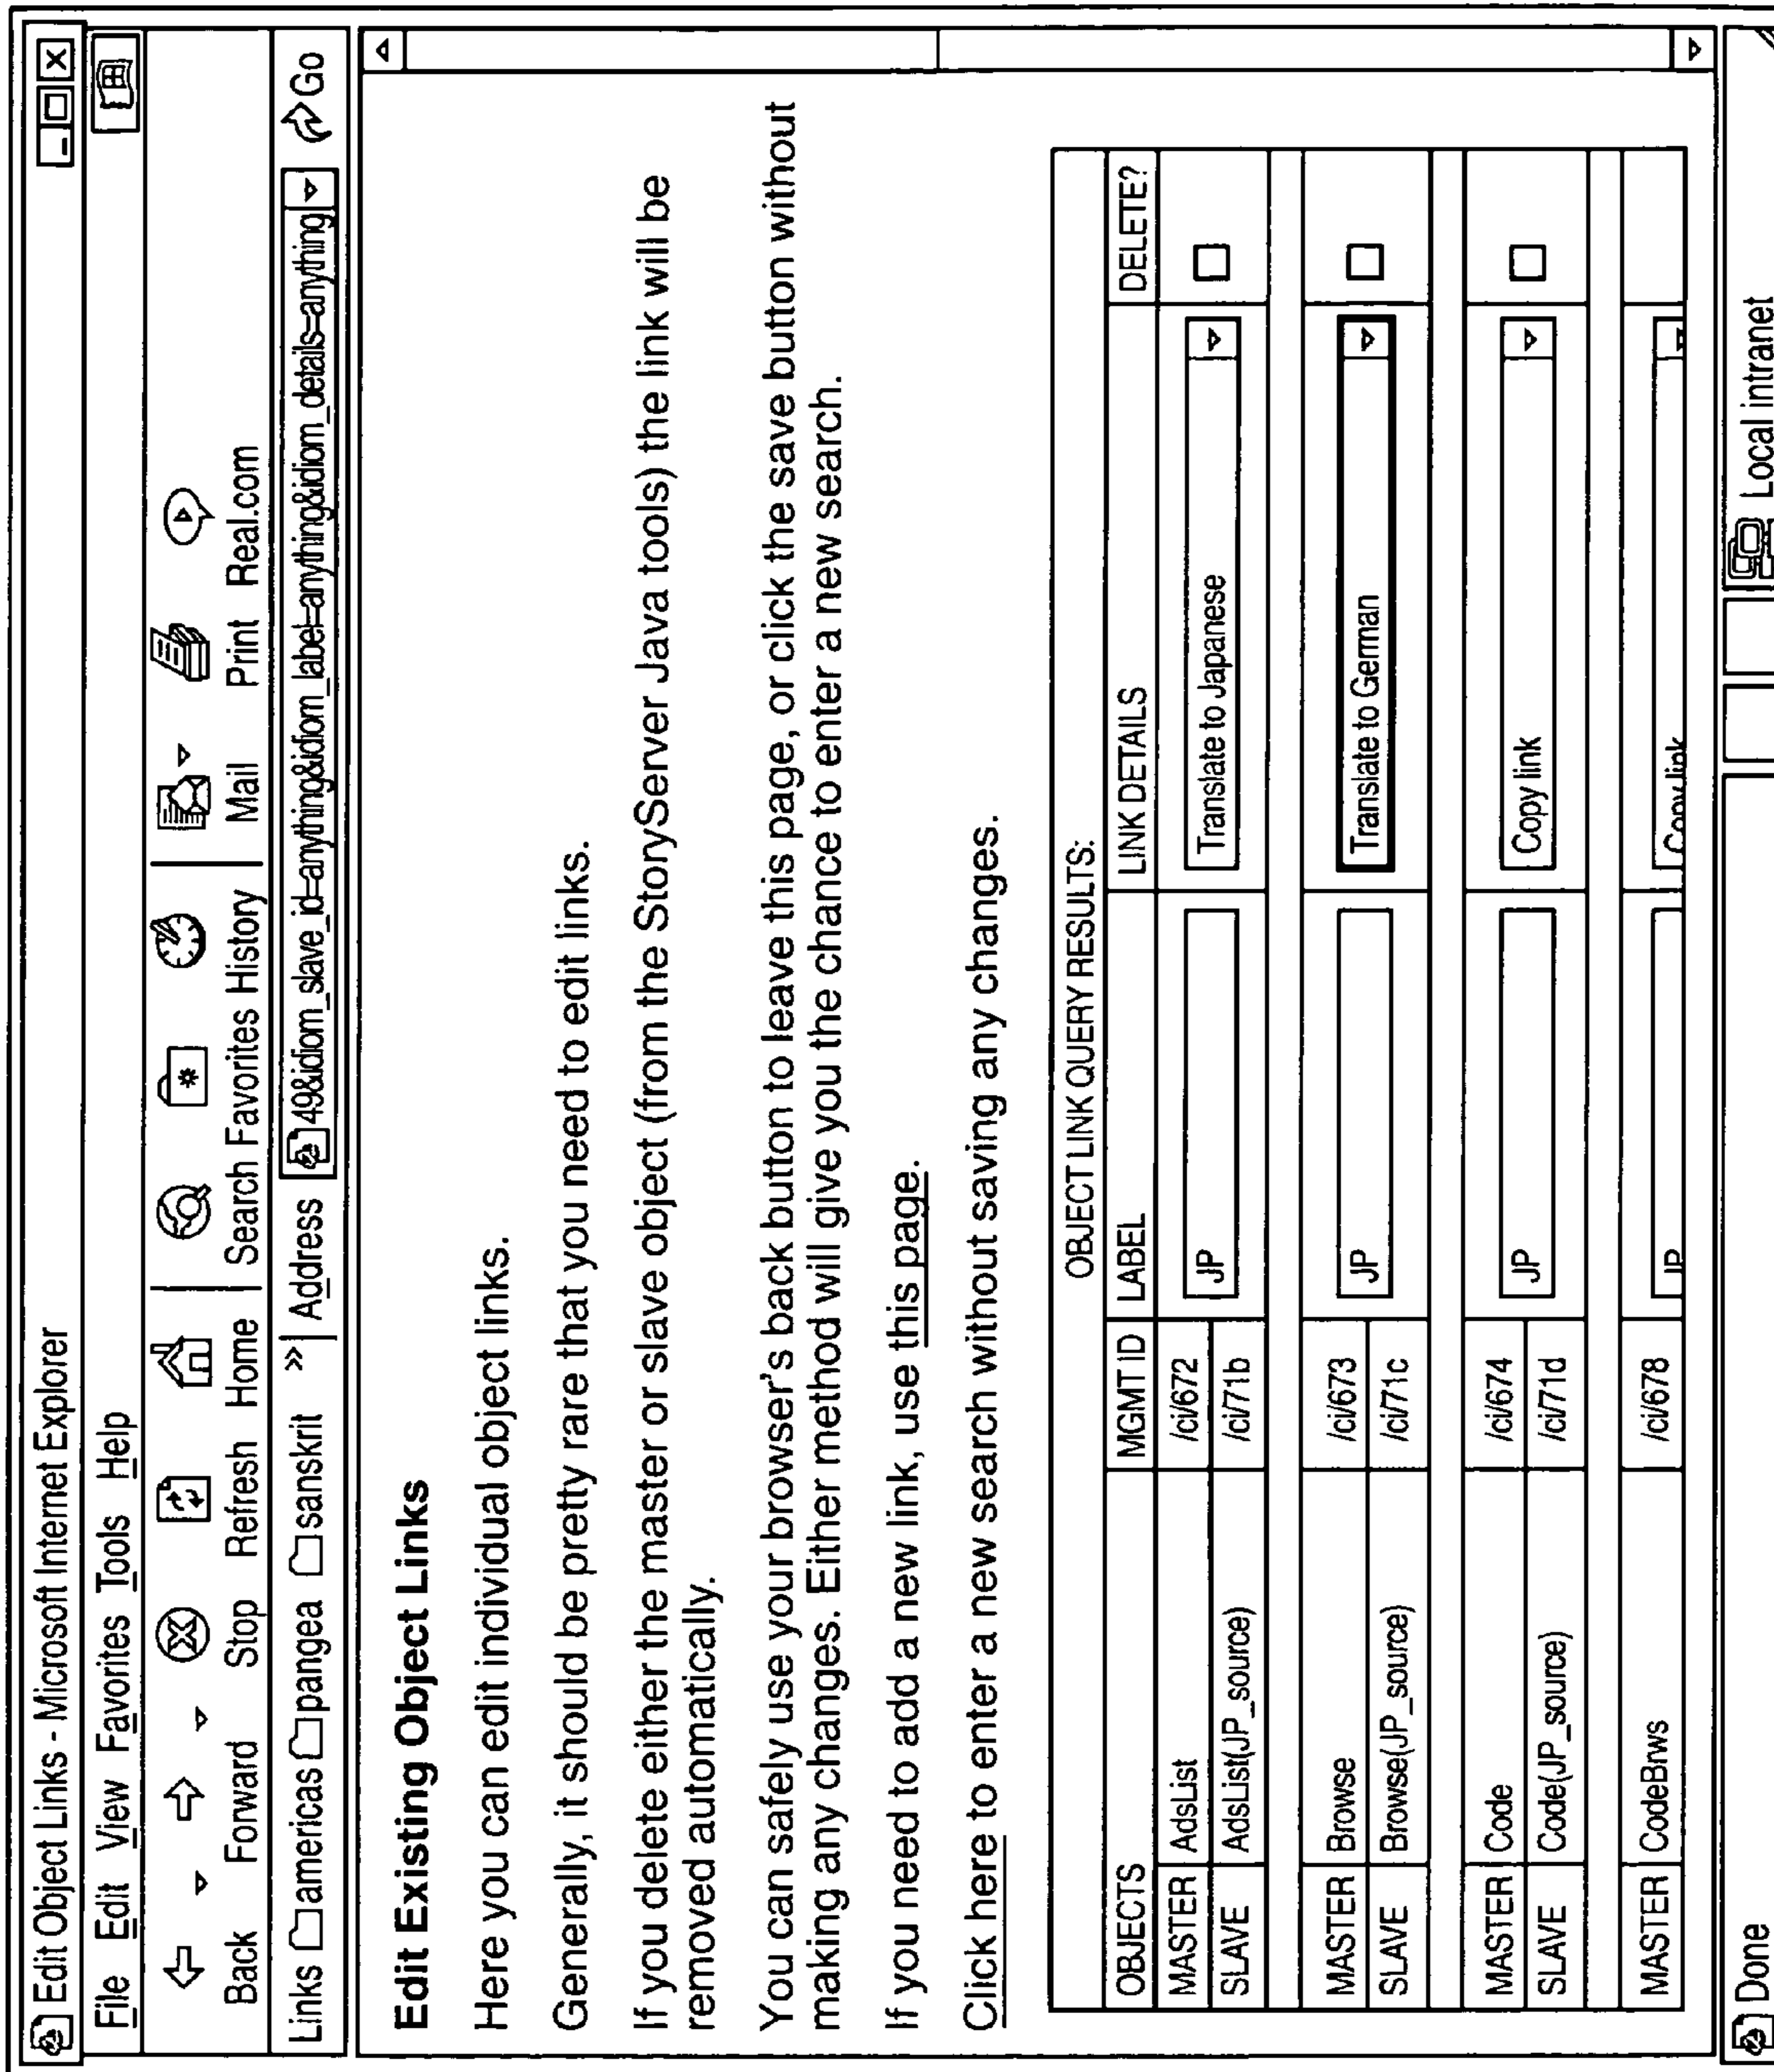 Edit Object Links - Microsoft Internet Explorer
File Edit View Favorites Tools Help
Back Forward Stop Refresh Home Search Favorites History Mail Print Real.com
Links americas pangea sanskrit » Address 49&idiom_slave_id=anything&idiom_label=anything&idiom_details=anything Go
Edit Existing Object Links
Here you can edit individual object links.
Generally, it should be pretty rare that you need to edit links.
If you delete either the master or slave object (from the StoryServer Java tools) the link will be
removed automatically.
You can safely use your browser's back button to leave this page, or click the save button without
making any changes. Either method will give you the chance to enter a new search.
If you need to add a new link, use this page.
Click here to enter a new search without saving any changes.
OBJECT LINK QUERY RESULTS:
OBJECTS MGMT ID LABEL LINK DETAILS DELETE?
MASTER AdsList /ci/672 JP Translate to Japanese
SLAVE AdsList(JP_source) /ci/71b
MASTER Browse /ci/673 JP Translate to German
SLAVE Browse(JP_source) /ci/71c
MASTER Code /ci/674 JP Copy link
SLAVE Code(JP_source) /ci/71d
MASTER CodeBrws /ci/678 JP Copy link
Done Local intranet